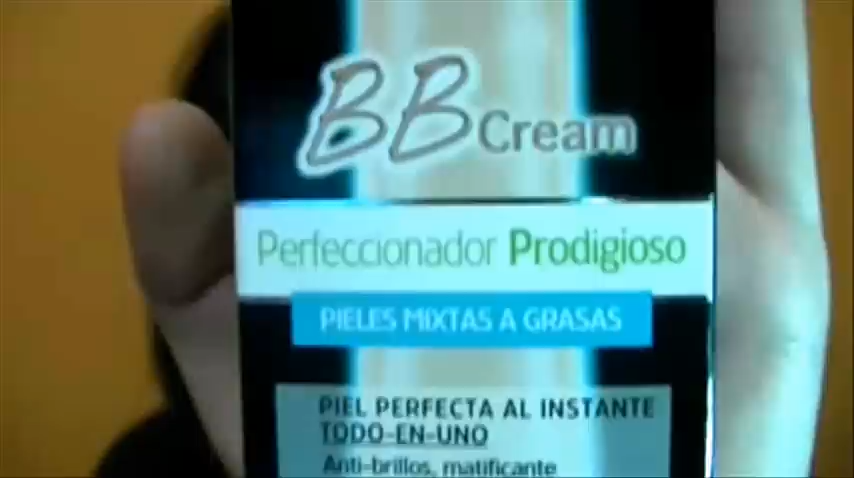 BB Cream
Perfeccionador Prodigioso
PIELES MIXTAS A GRASAS
PIEL PERFECTA AL INSTANTE
TODO-EN-UNO
Anti-brillos, matificante